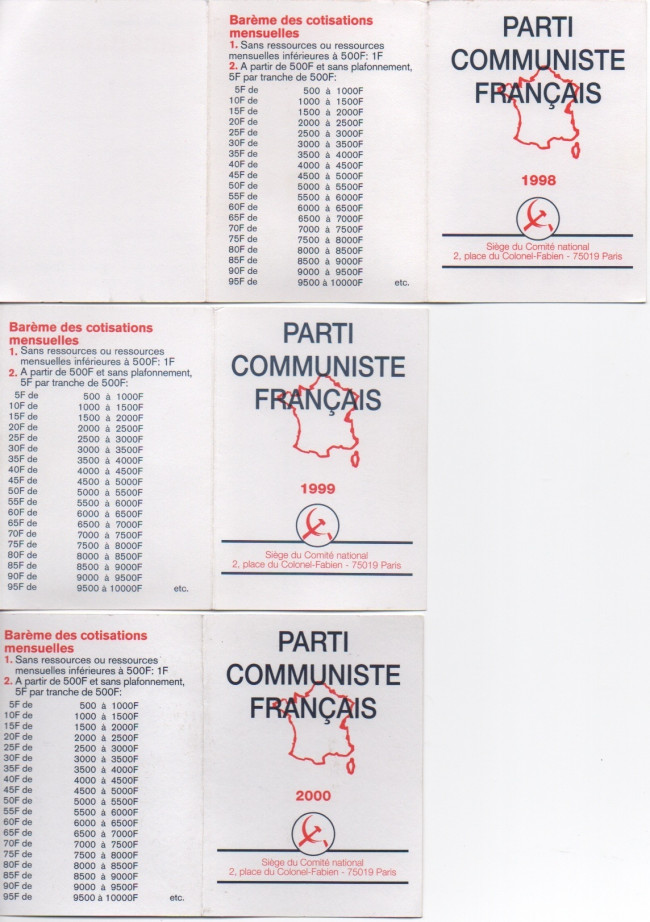 Barème des cotisations
mensuelles
1. Sans ressources ou ressources
mensuelles inférieures à 500F: 1F
2. A partir de 500F et sans plafonnement,
5F par tranche de 500F:
5F de 500 à 1000F
10F de 1000 à 1500F
15F de 1500 à 2000F
20F de 2000 à 2500F
25F de 2500 à 3000F
30F de 3000 à 3500F
35F de 3500 à 4000F
40F de 4000 à 4500F
45F de 4500 à 5000F
50F de 5000 à 5500F
55F de 5500 à 6000F
60F de 6000 à 6500F
65F de 6500 à 7000F
70F de 7000 à 7500F
75F de 7500 à 8000F
80F de 8000 à 8500F
85F de 8500 à 9000F
90F de 9000 à 9500F
95F de 9500 à 10000F etc.
PARTI
COMMUNISTE
FRANÇAIS
1998
Siège du Comité national
2, place du Colonel-Fabien - 75019 Paris
Barème des cotisations
mensuelles
1. Sans ressources ou ressources
mensuelles inférieures à 500F: 1F
2. A partir de 500F et sans plafonnement,
5F par tranche de 500F:
5F de 500 à 1000F
10F de 1000 à 1500F
15F de 1500 à 2000F
20F de 2000 à 2500F
25F de 2500 à 3000F
30F de 3000 à 3500F
35F de 3500 à 4000F
40F de 4000 à 4500F
45F de 4500 à 5000F
50F de 5000 à 5500F
55F de 5500 à 6000F
60F de 6000 à 6500F
65F de 6500 à 7000F
70F de 7000 à 7500F
75F de 7500 à 8000F
80F de 8000 à 8500F
85F de 8500 à 9000F
90F de 9000 à 9500F
95F de 9500 à 10000F etc.
PARTI
COMMUNISTE
FRANÇAIS
1999
Siège du Comité national
2, place du Colonel-Fabien - 75019 Paris
Barème des cotisations
mensuelles
1. Sans ressources ou ressources
mensuelles inférieures à 500F: 1F
2. A partir de 500F et sans plafonnement,
5F par tranche de 500F:
5F de 500 à 1000F
10F de 1000 à 1500F
15F de 1500 à 2000F
20F de 2000 à 2500F
25F de 2500 à 3000F
30F de 3000 à 3500F
35F de 3500 à 4000F
40F de 4000 à 4500F
45F de 4500 à 5000F
50F de 5000 à 5500F
55F de 5500 à 6000F
60F de 6000 à 6500F
65F de 6500 à 7000F
70F de 7000 à 7500F
75F de 7500 à 8000F
80F de 8000 à 8500F
85F de 8500 à 9000F
90F de 9000 à 9500F
95F de 9500 à 10000F etc.
PARTI
COMMUNISTE
FRANÇAIS
2000
Siège du Comité national
2, place du Colonel-Fabien - 75019 Paris